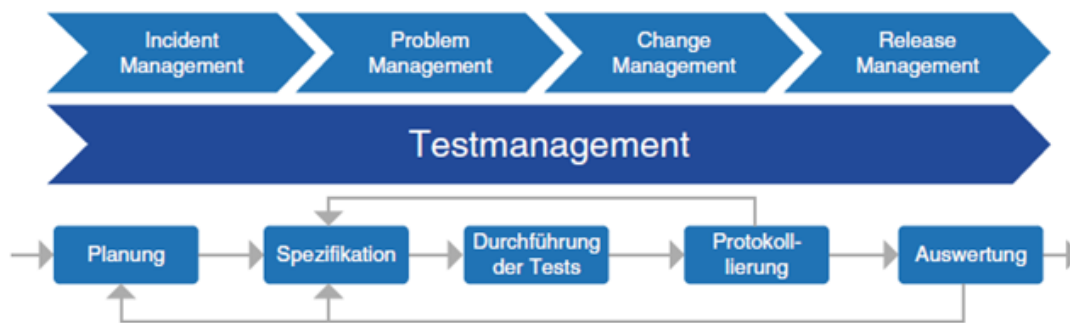 Incident
Management
Problem
Management
Change
Management
Release
Management
Testmanagement
Planung
Spezifikation
Durchführung
der Tests
Protokoll-
lierung
Auswertung